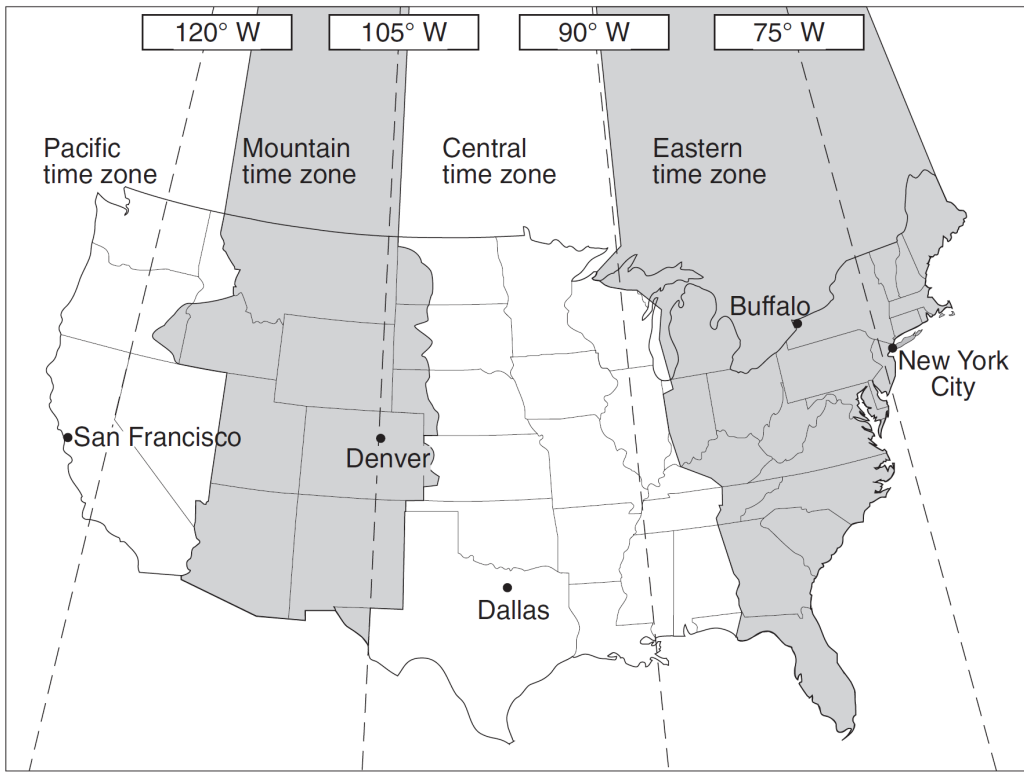 120° W
105° W
90° W
75° W
Pacific
time zone
Mountain
time zone
Central
time zone
Eastern
time zone
Buffalo
New York
City
San Francisco
Denver
Dallas